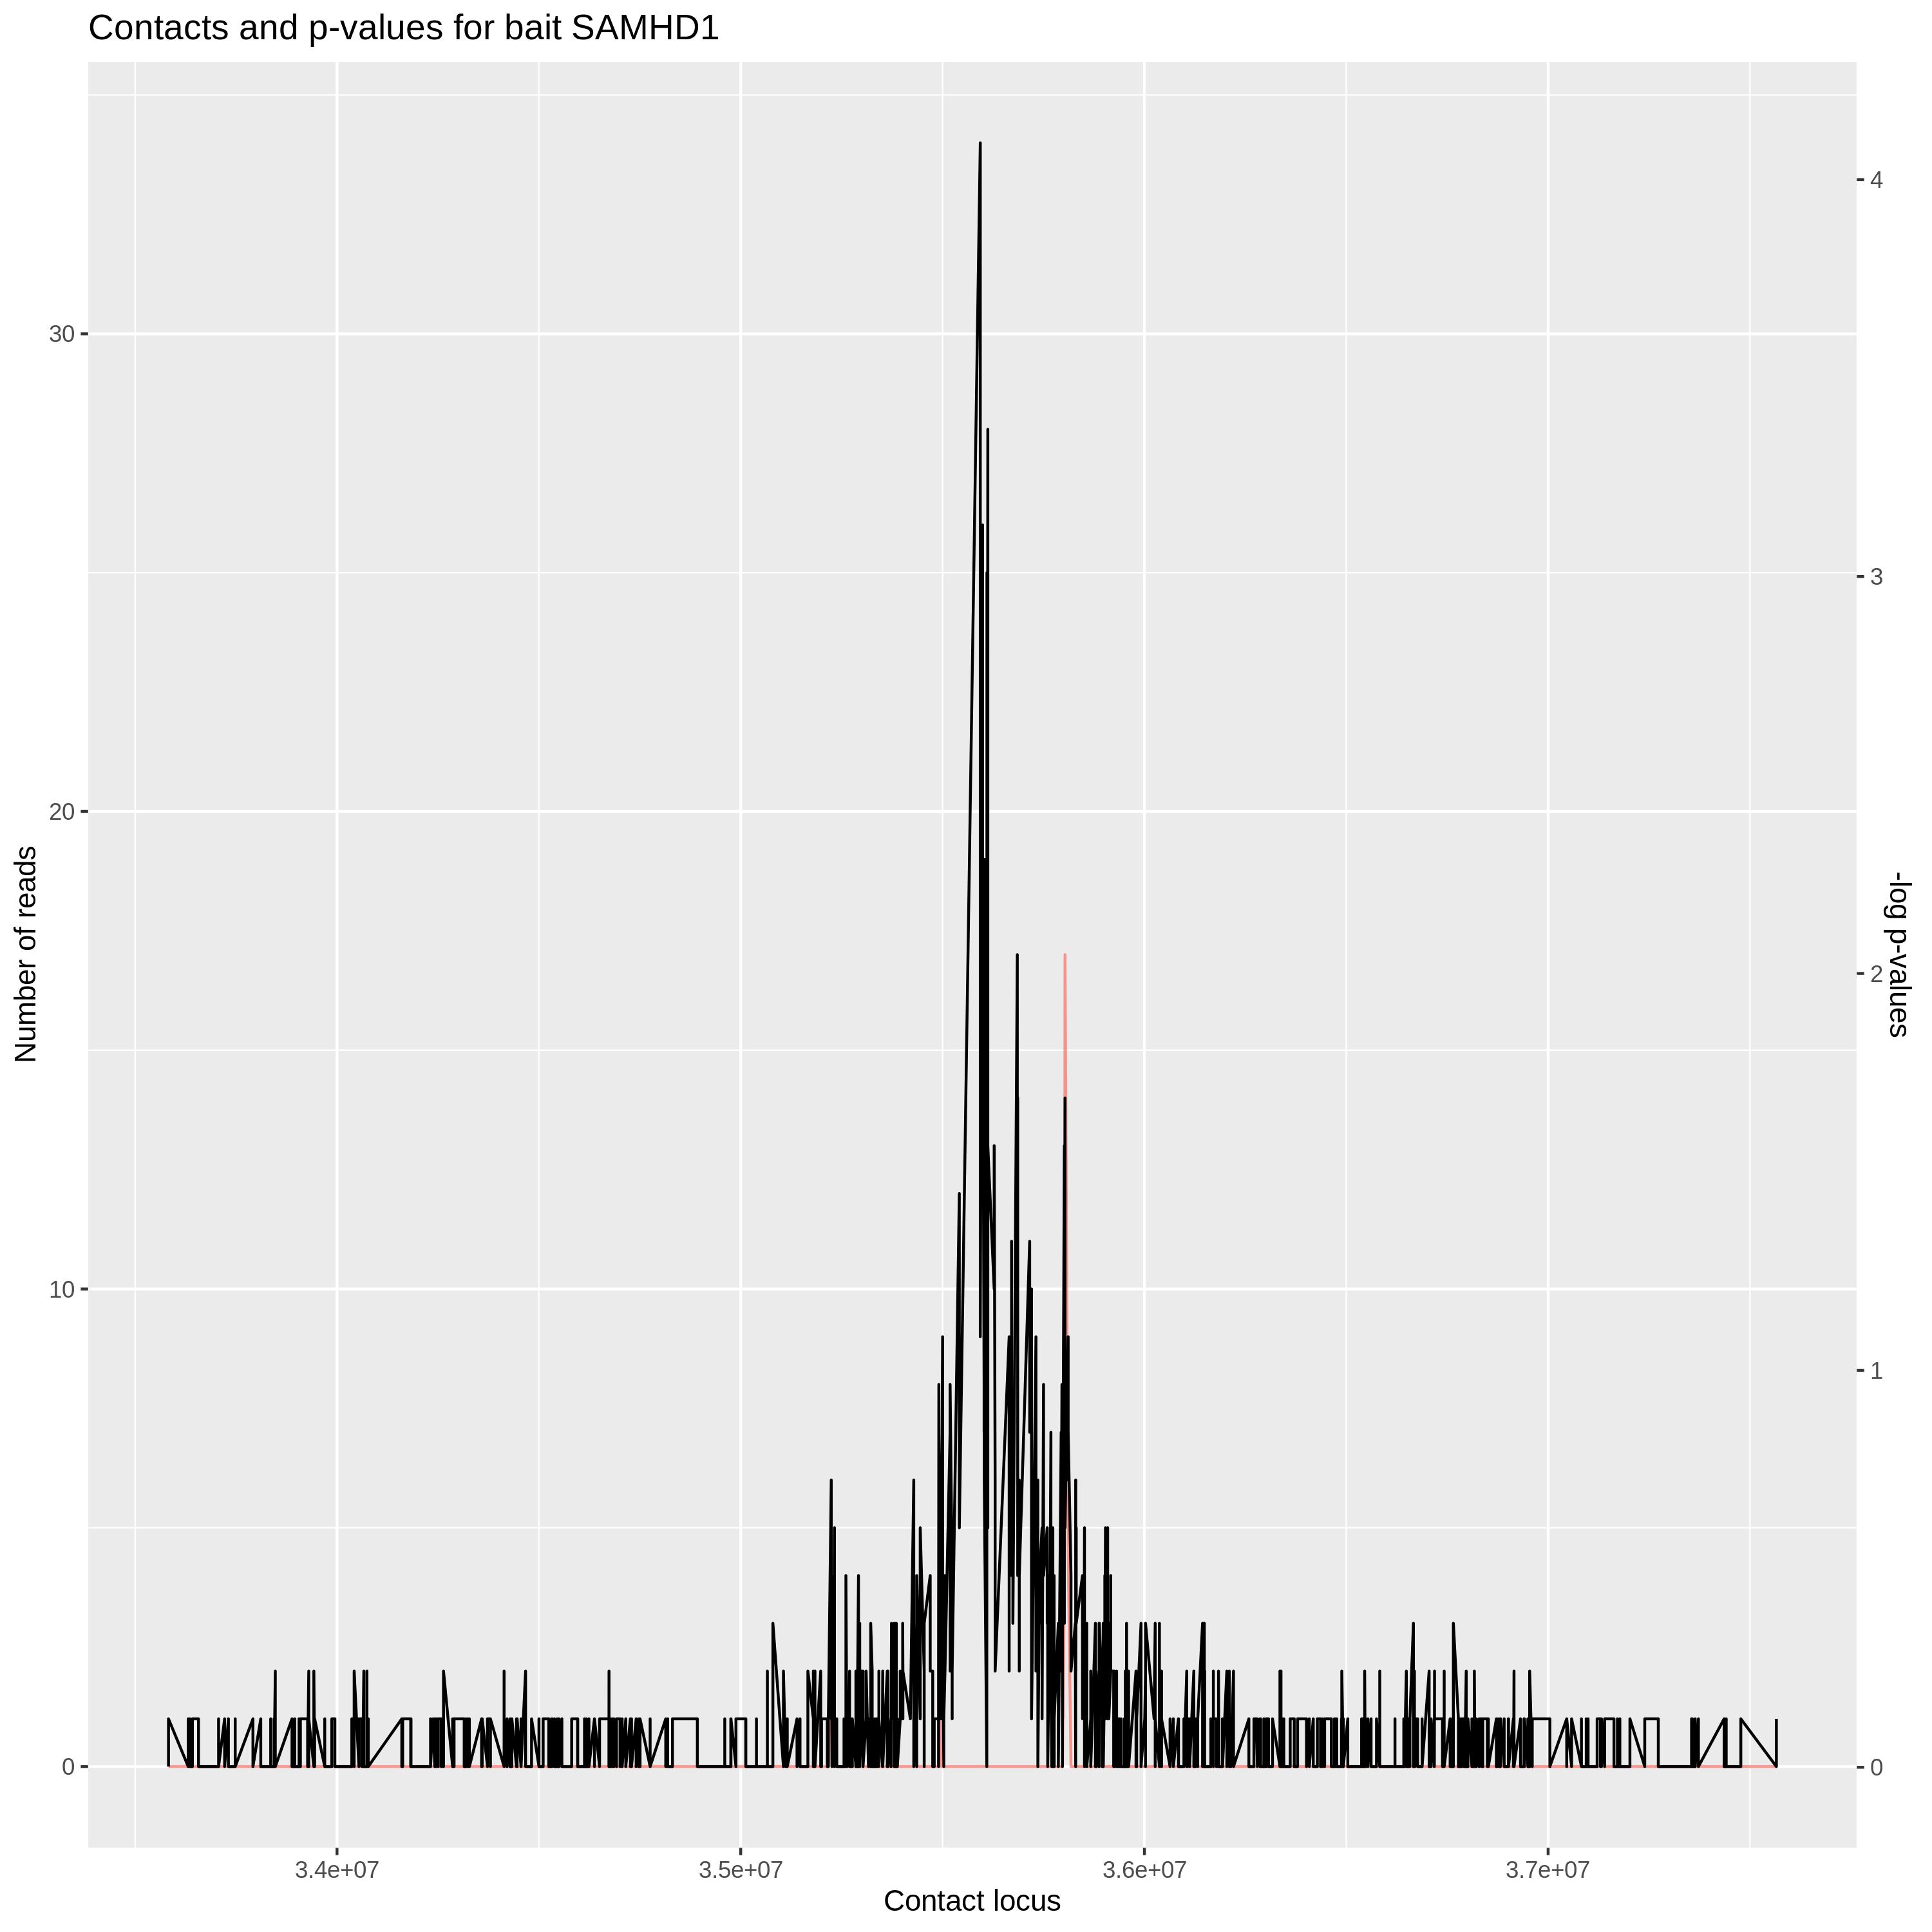 Contacts and p-values for bait SAMHD1
30
20
10
0
Number of reads
4
3
2
1
0
-log p-values
3.4e+07
3.5e+07
3.6e+07
3.7e+07
Contact locus